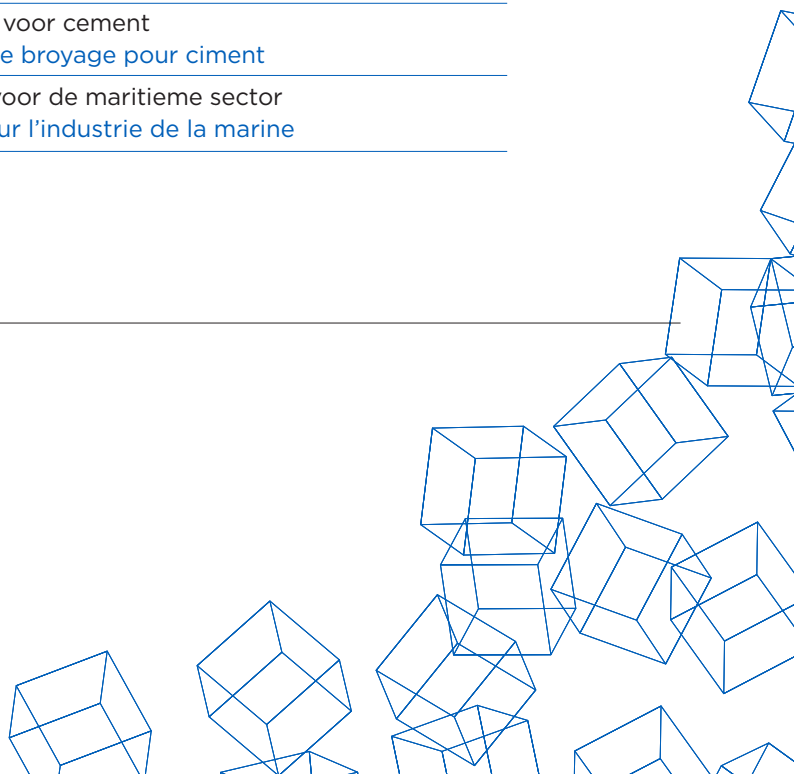 voor cement
e broyage pour ciment
voor de maritieme sector
ur l’industrie de la marine